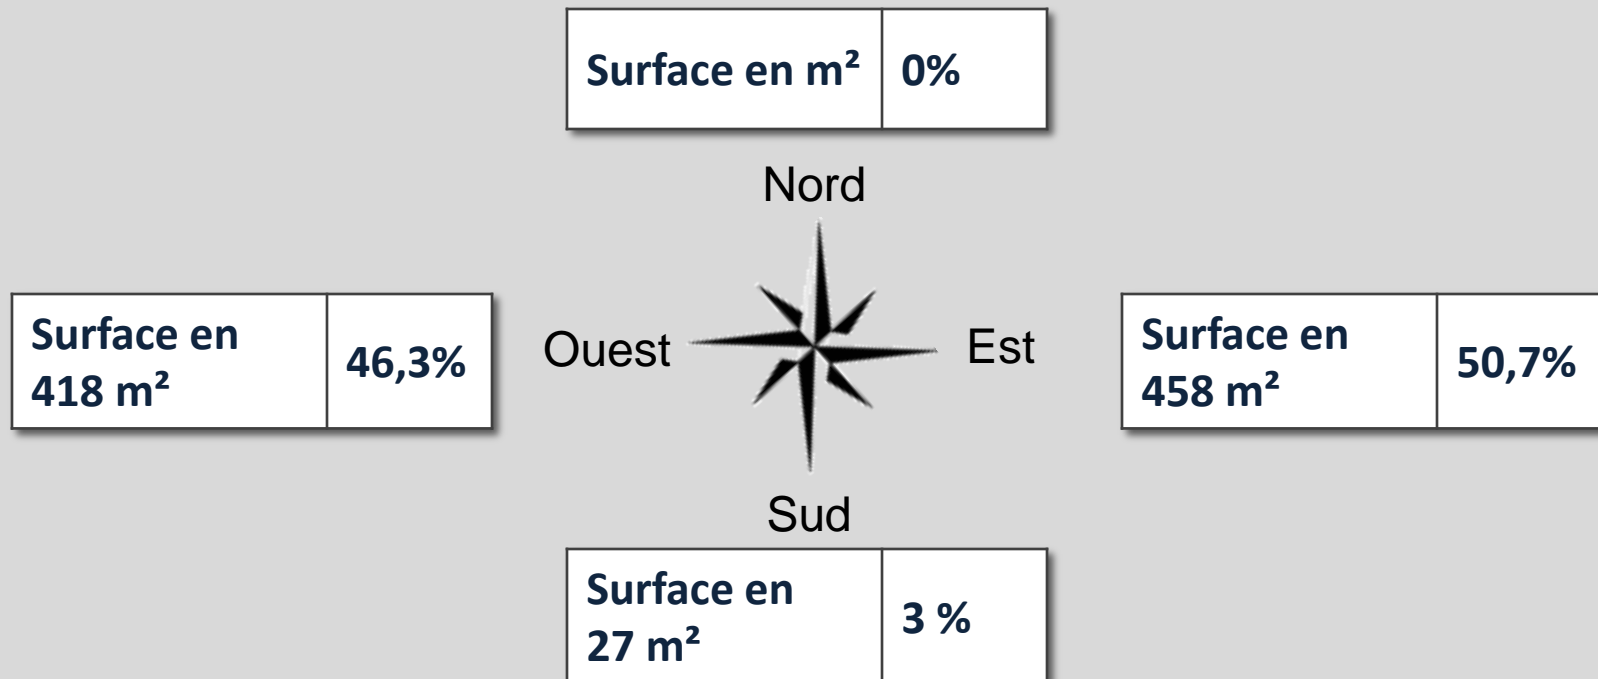 Surface en m² 0%
Nord
Surface en
418 m²
46,3%
Ouest
Est
Surface en
458 m²
50,7%
Sud
Surface en
27 m²
3 %